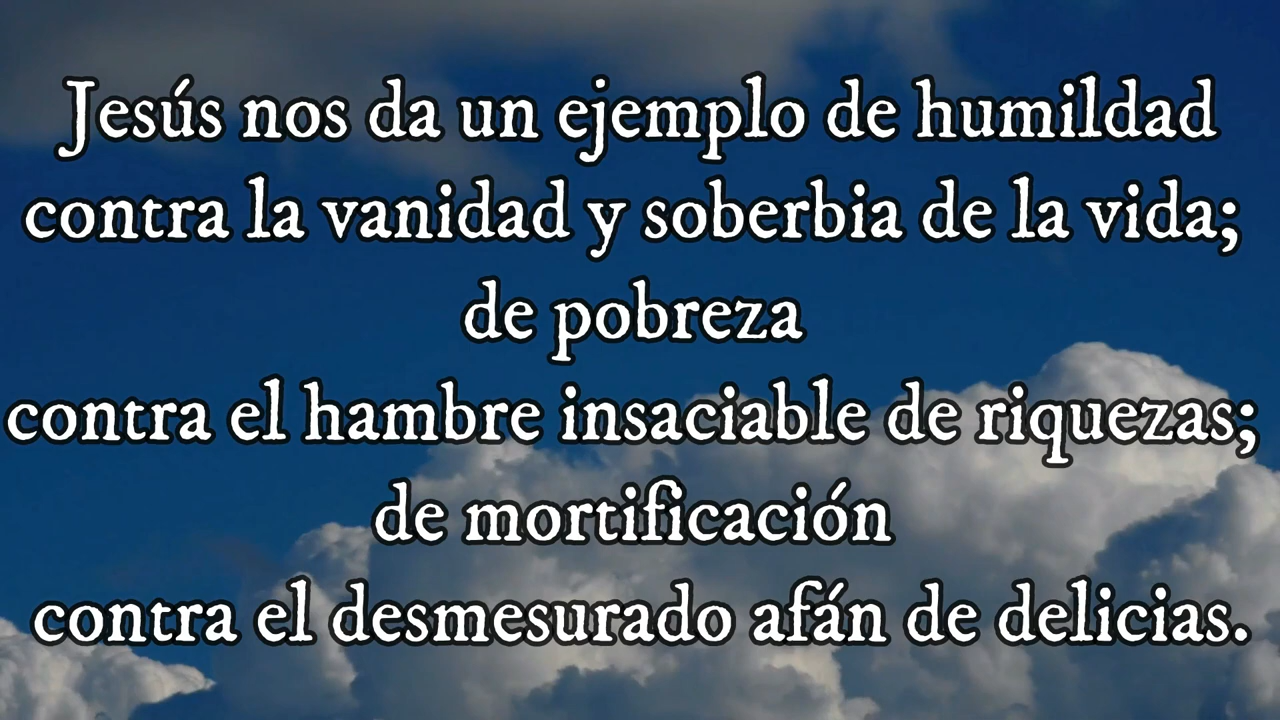 Jesús nos da un ejemplo de humildad
contra la vanidad y soberbia de la vida;
de pobreza
contra el hambre insaciable de riquezas;
de mortificación
contra el desmesurado afán de delicias.